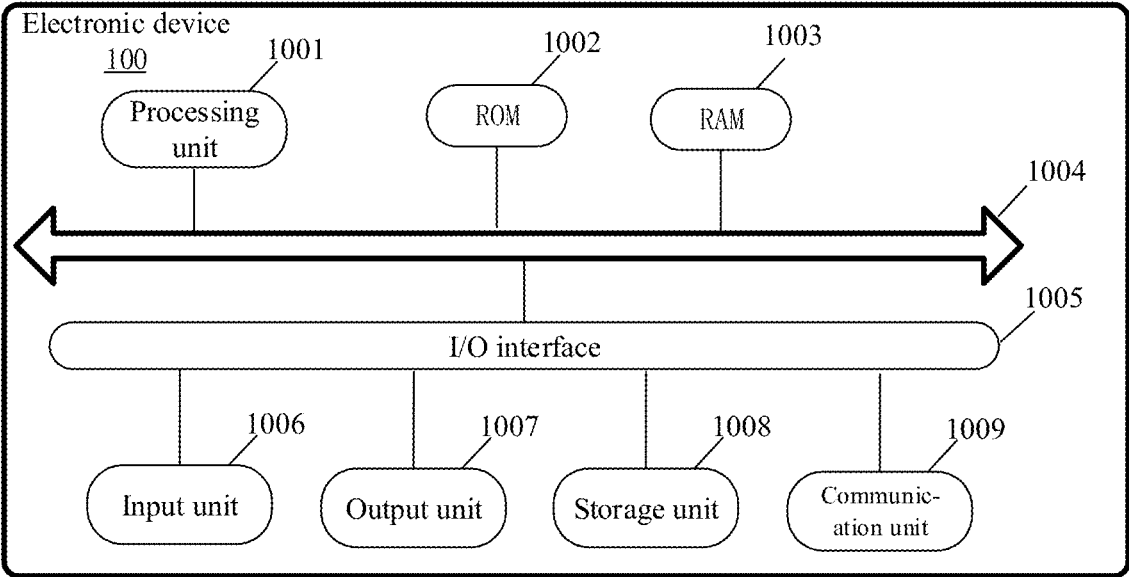 Electronic device
100
1001
1002
1003
Processing
unit
ROM
RAM
1004
1005
I/O interface
1006
1007
1008
1009
Input unit
Output unit
Storage unit
Communic-
ation unit